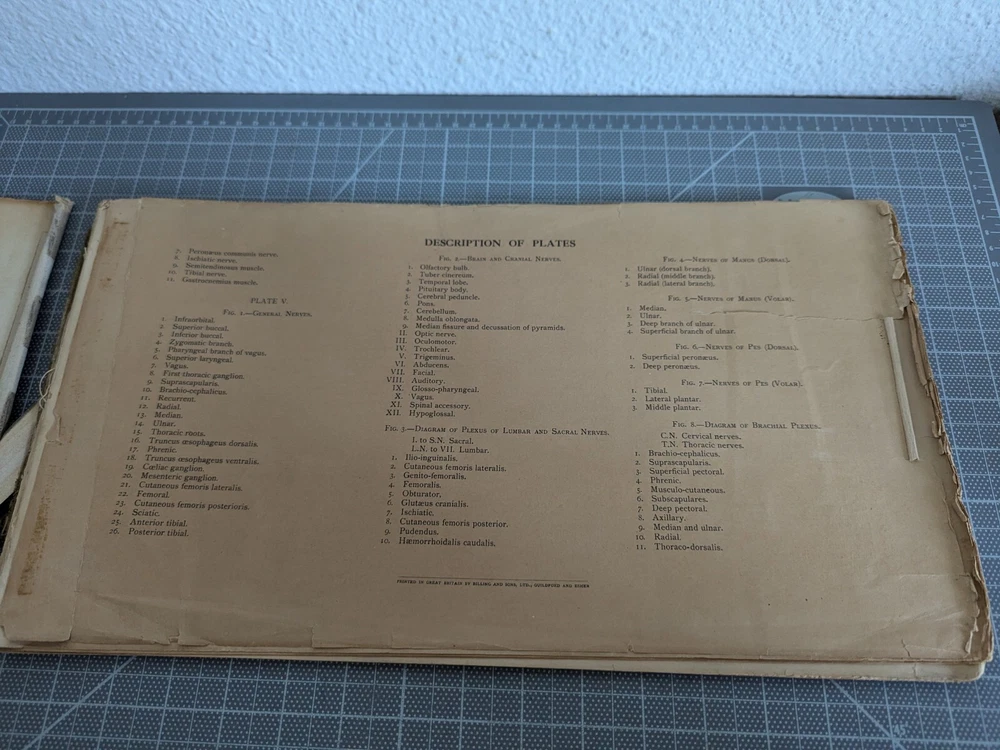 DESCRIPTION OF PLATES
7. Peronæus communis nerve.
8. Ischiatic nerve.
9. Semitendinosus muscle.
10. Tibial nerve.
11. Gastrocnemius muscle.
PLATE V.
Fig. 1.—General Nerves.
1. Infraorbital.
2. Superior buccal.
3. Inferior buccal.
4. Zygomatic branch.
5. Pharyngeal branch of vagus.
6. Superior laryngeal.
7. Vagus.
8. First thoracic ganglion.
9. Suprascapularis.
10. Brachio-cephalicus.
11. Recurrent.
12. Radial.
13. Median.
14. Ulnar.
15. Thoracic roots.
16. Truncus œsophageus dorsalis.
17. Phrenic.
18. Truncus œsophageus ventralis.
19. Cœliac ganglion.
20. Mesenteric ganglion.
21. Cutaneous femoris lateralis.
22. Femoral.
23. Cutaneous femoris posterioris.
24. Sciatic.
25. Anterior tibial.
26. Posterior tibial.
Fig. 2.—Brain and Cranial Nerves.
1. Olfactory bulb.
2. Tuber cinereum.
3. Temporal lobe.
4. Pituitary body.
5. Cerebral peduncle.
6. Pons.
7. Cerebellum.
8. Medulla oblongata.
9. Median fissure and decussation of pyramids.
II. Optic nerve.
III. Oculomotor.
IV. Trochlear.
V. Trigeminus.
VI. Abducens.
VII. Facial.
VIII. Auditory.
IX. Glosso-pharyngeal.
X. Vagus.
XI. Spinal accessory.
XII. Hypoglossal.
Fig. 3.—Diagram of Plexus of Lumbar and Sacral Nerves.
I. to S.N. Sacral.
L.N. to VII. Lumbar.
1. Ilio-inguinalis.
2. Cutaneous femoris lateralis.
3. Genito-femoralis.
4. Femoralis.
5. Obturator.
6. Glutæus cranialis.
7. Ischiatic.
8. Cutaneous femoris posterior.
9. Pudendus.
10. Hæmorrhoidalis caudalis.
Fig. 4.—Nerves of Manus (Dorsal).
1. Ulnar (dorsal branch).
2. Radial (middle branch).
3. Radial (lateral branch).
Fig. 5.—Nerves of Manus (Volar).
1. Median.
2. Ulnar.
3. Deep branch of ulnar.
4. Superficial branch of ulnar.
Fig. 6.—Nerves of Pes (Dorsal).
1. Superficial peronæus.
2. Deep peronæus.
Fig. 7.—Nerves of Pes (Volar).
1. Tibial.
2. Lateral plantar.
3. Middle plantar.
Fig. 8.—Diagram of Brachial Plexus.
C.N. Cervical nerves.
T.N. Thoracic nerves.
1. Brachio-cephalicus.
2. Suprascapularis.
3. Superficial pectoral.
4. Phrenic.
5. Musculo-cutaneous.
6. Subscapulares.
7. Deep pectoral.
8. Axillary.
9. Median and ulnar.
10. Radial.
11. Thoraco-dorsalis.
PRINTED IN GREAT BRITAIN BY BILLING AND SONS, LTD., GUILDFORD AND ESHER